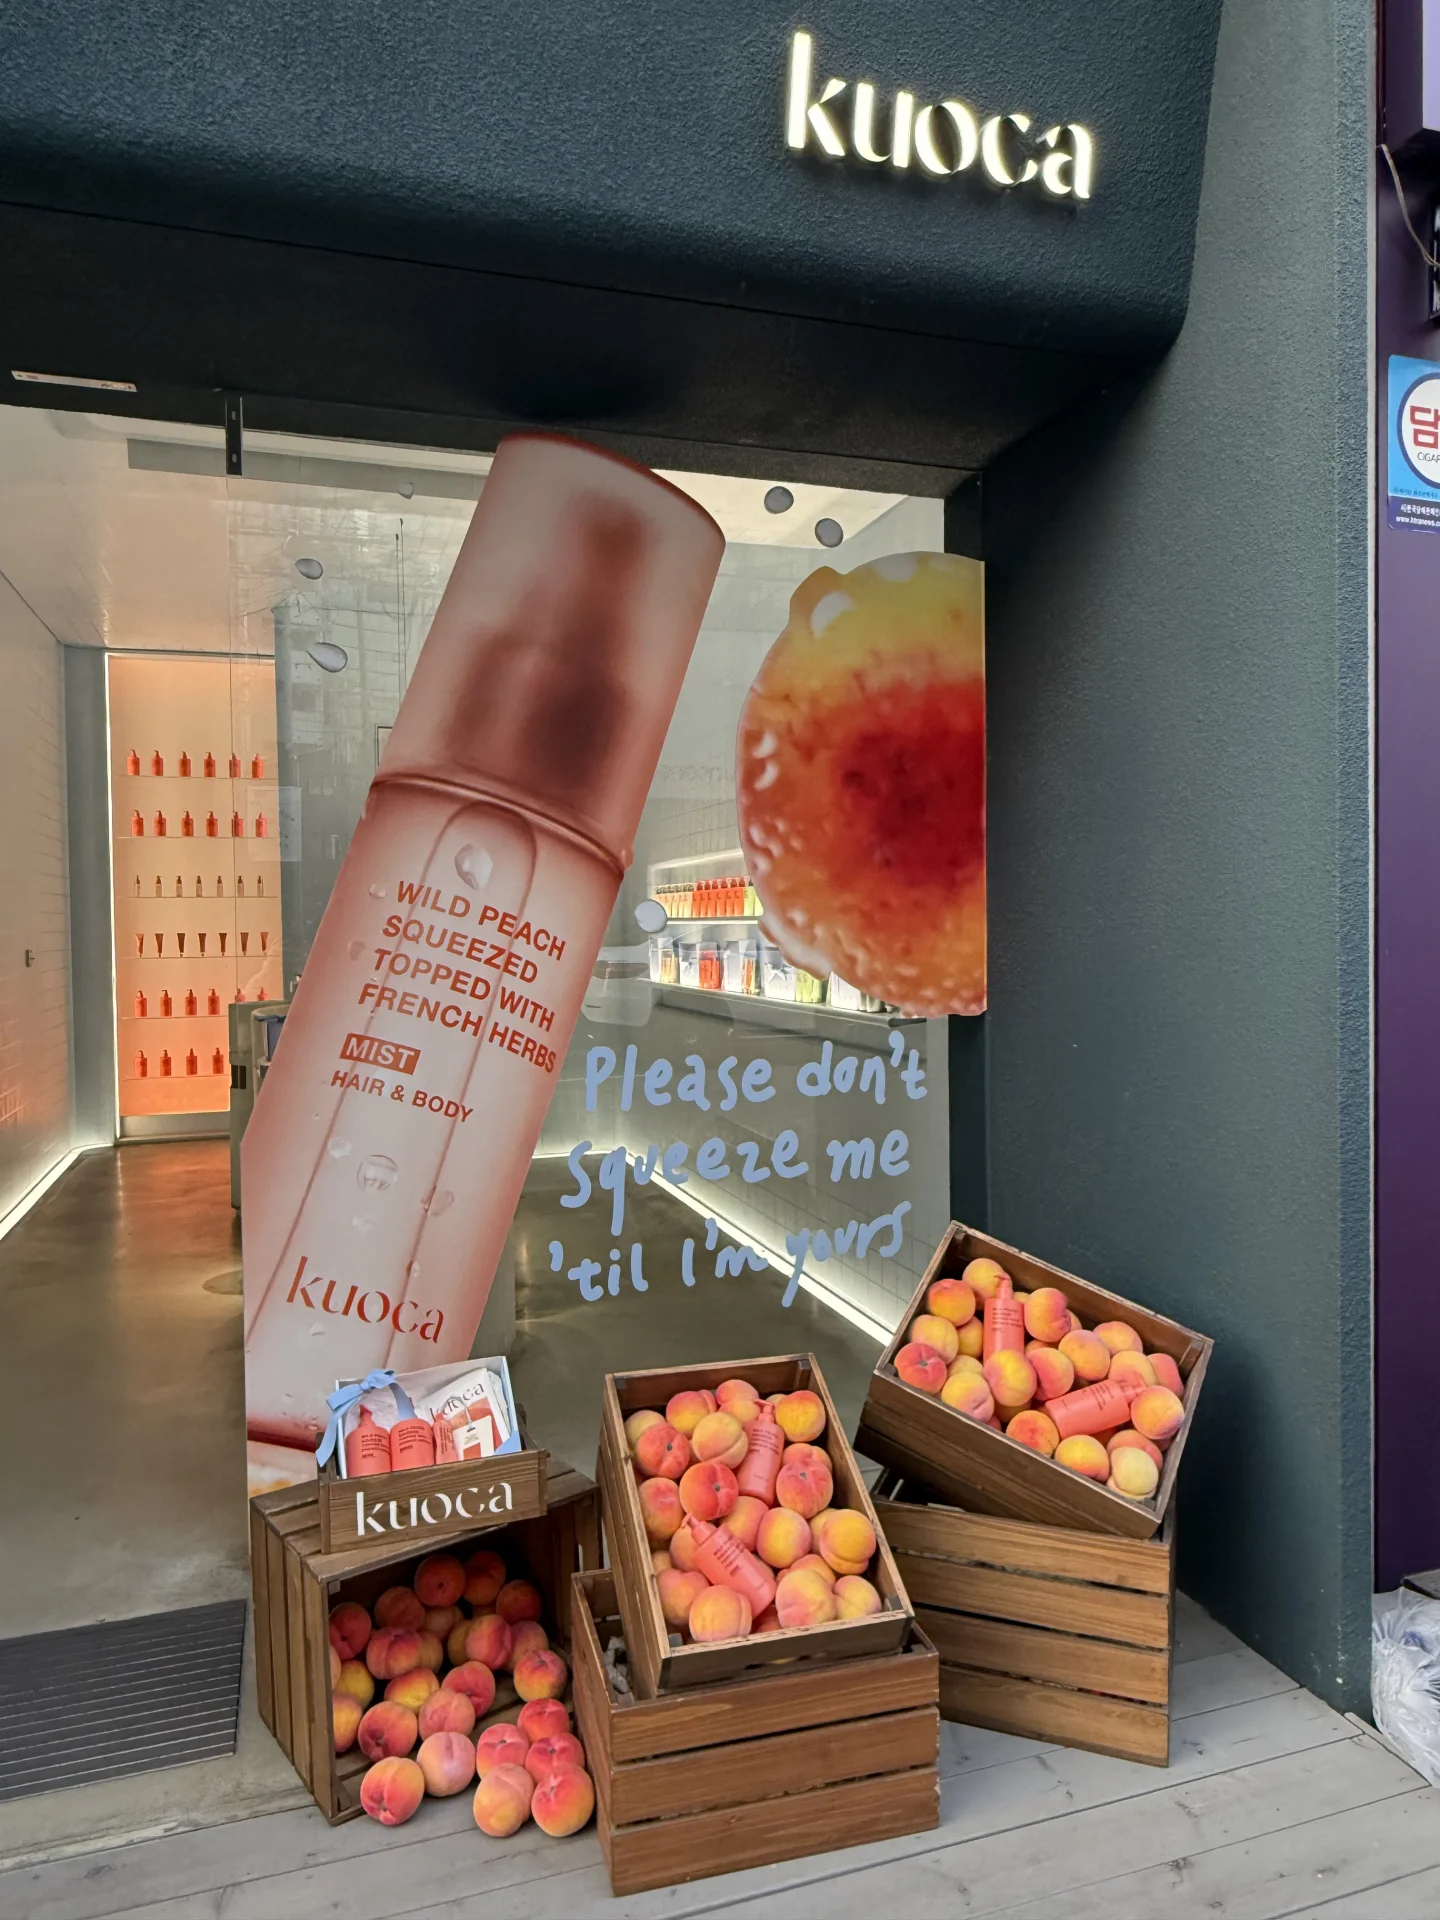 kuoca
WILD PEACH
SQUEEZED
TOPPED WITH
FRENCH HERBS
MIST
HAIR & BODY
kuoca
Please don't
squeeze me
'til I'm yours
kuoca
kuoca